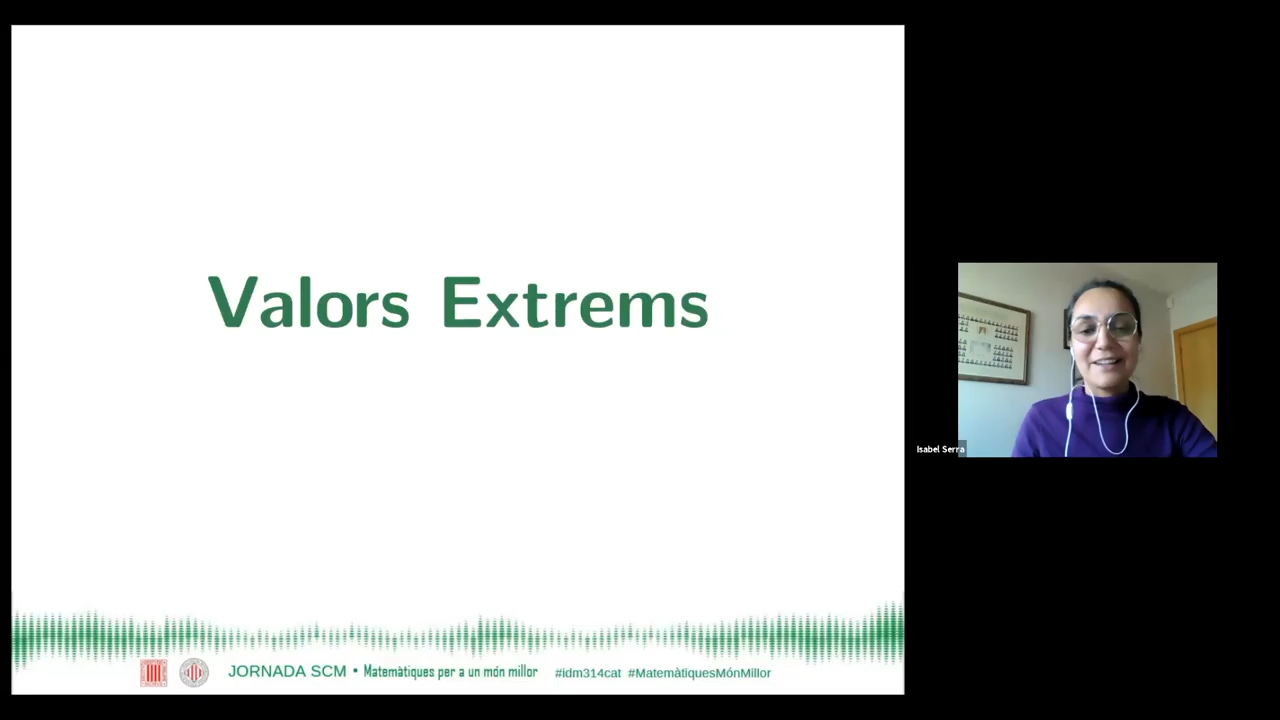 Valors Extrems
JORNADA SCM • Matemàtiques per a un món millor #idm314cat #MatemàtiquesMónMillor
Isabel Serra